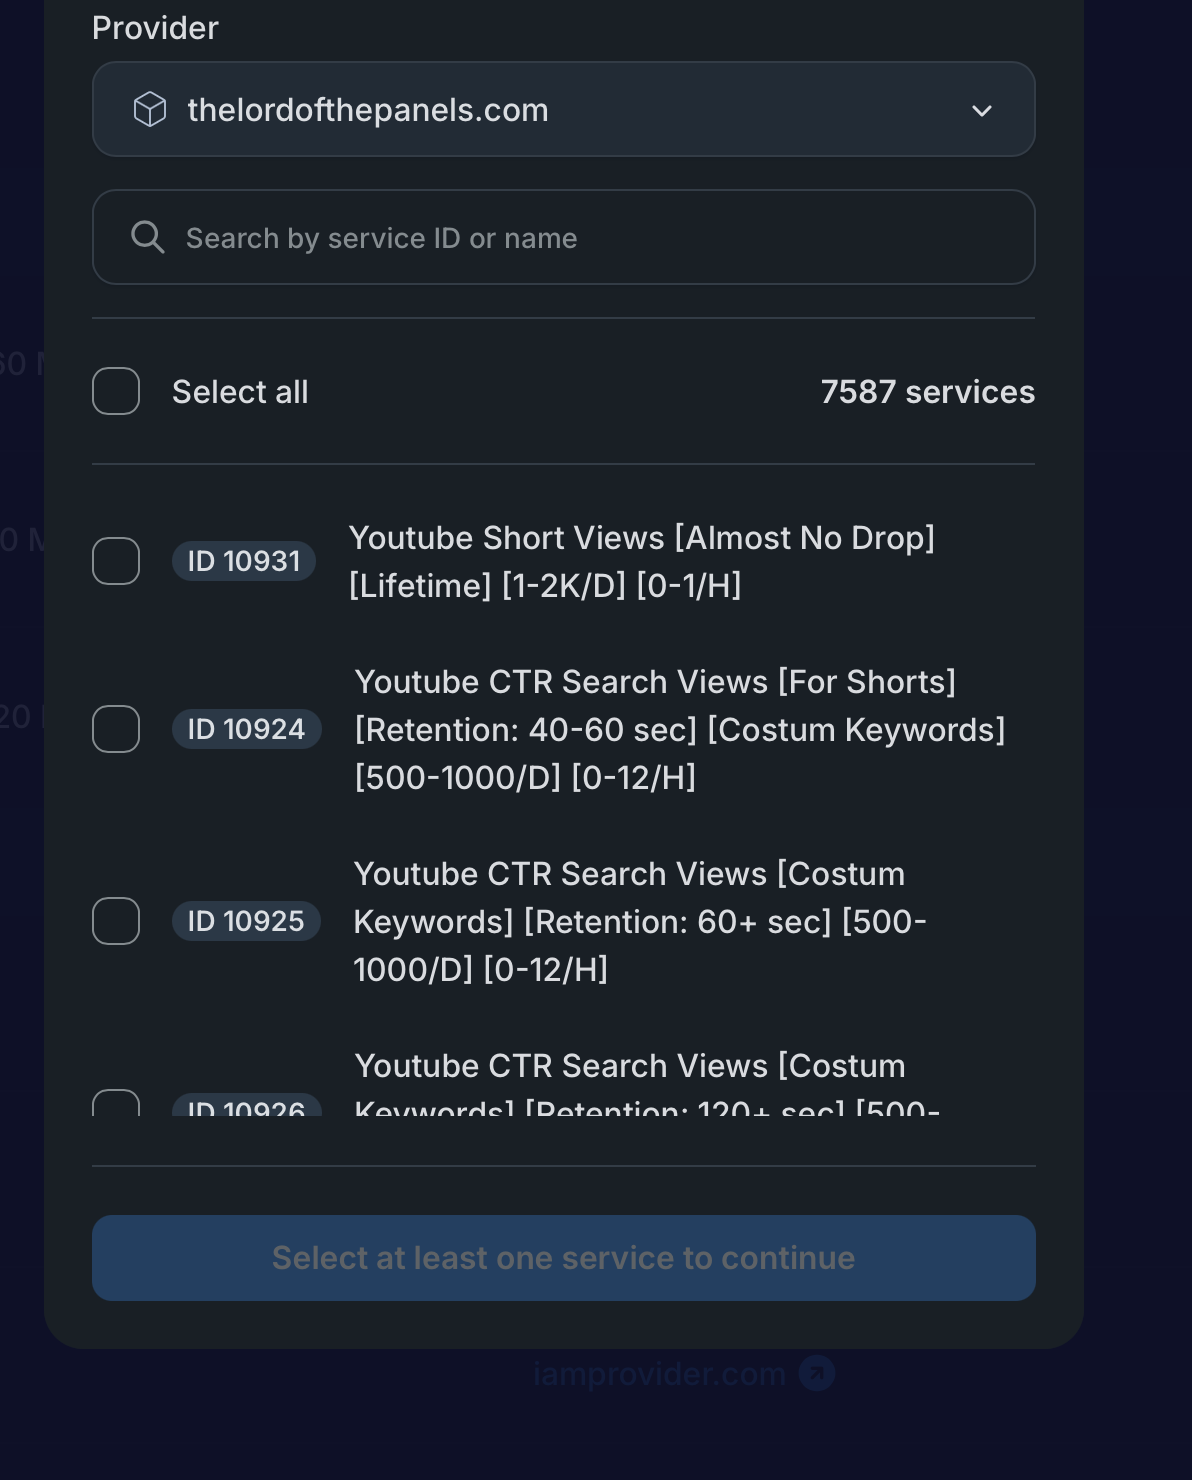 Provider
thelordofthepanels.com
Search by service ID or name
Select all
7587 services
ID 10931
Youtube Short Views [Almost No Drop]
[Lifetime] [1-2K/D] [0-1/H]
ID 10924
Youtube CTR Search Views [For Shorts]
[Retention: 40-60 sec] [Costum Keywords]
[500-1000/D] [0-12/H]
ID 10925
Youtube CTR Search Views [Costum
Keywords] [Retention: 60+ sec] [500-
1000/D] [0-12/H]
ID 10926
Youtube CTR Search Views [Costum
Keywords] [Retention: 120+ sec] [500-
Select at least one service to continue
iamprovider.com